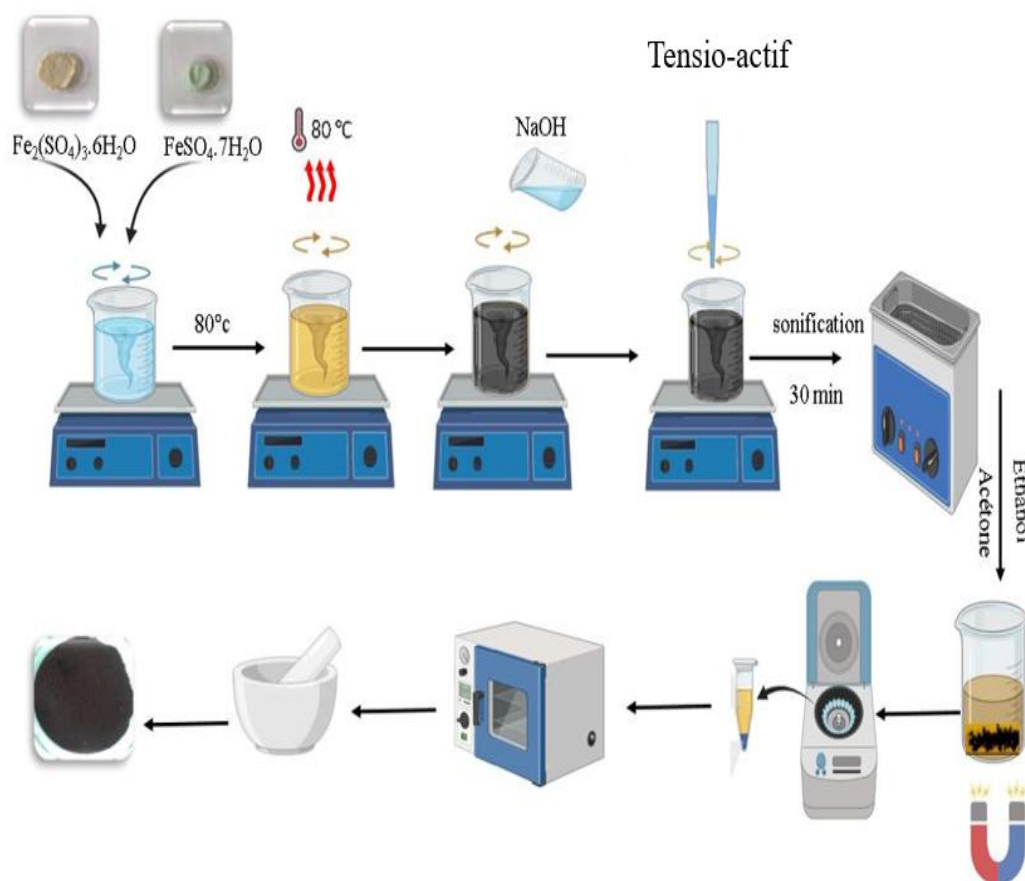 Tensio-actif
Fe₂(SO₄)₃.6H₂O
FeSO₄.7H₂O
80 °C
NaOH
80°c
sonification
30 min
Ethanol
Acétone